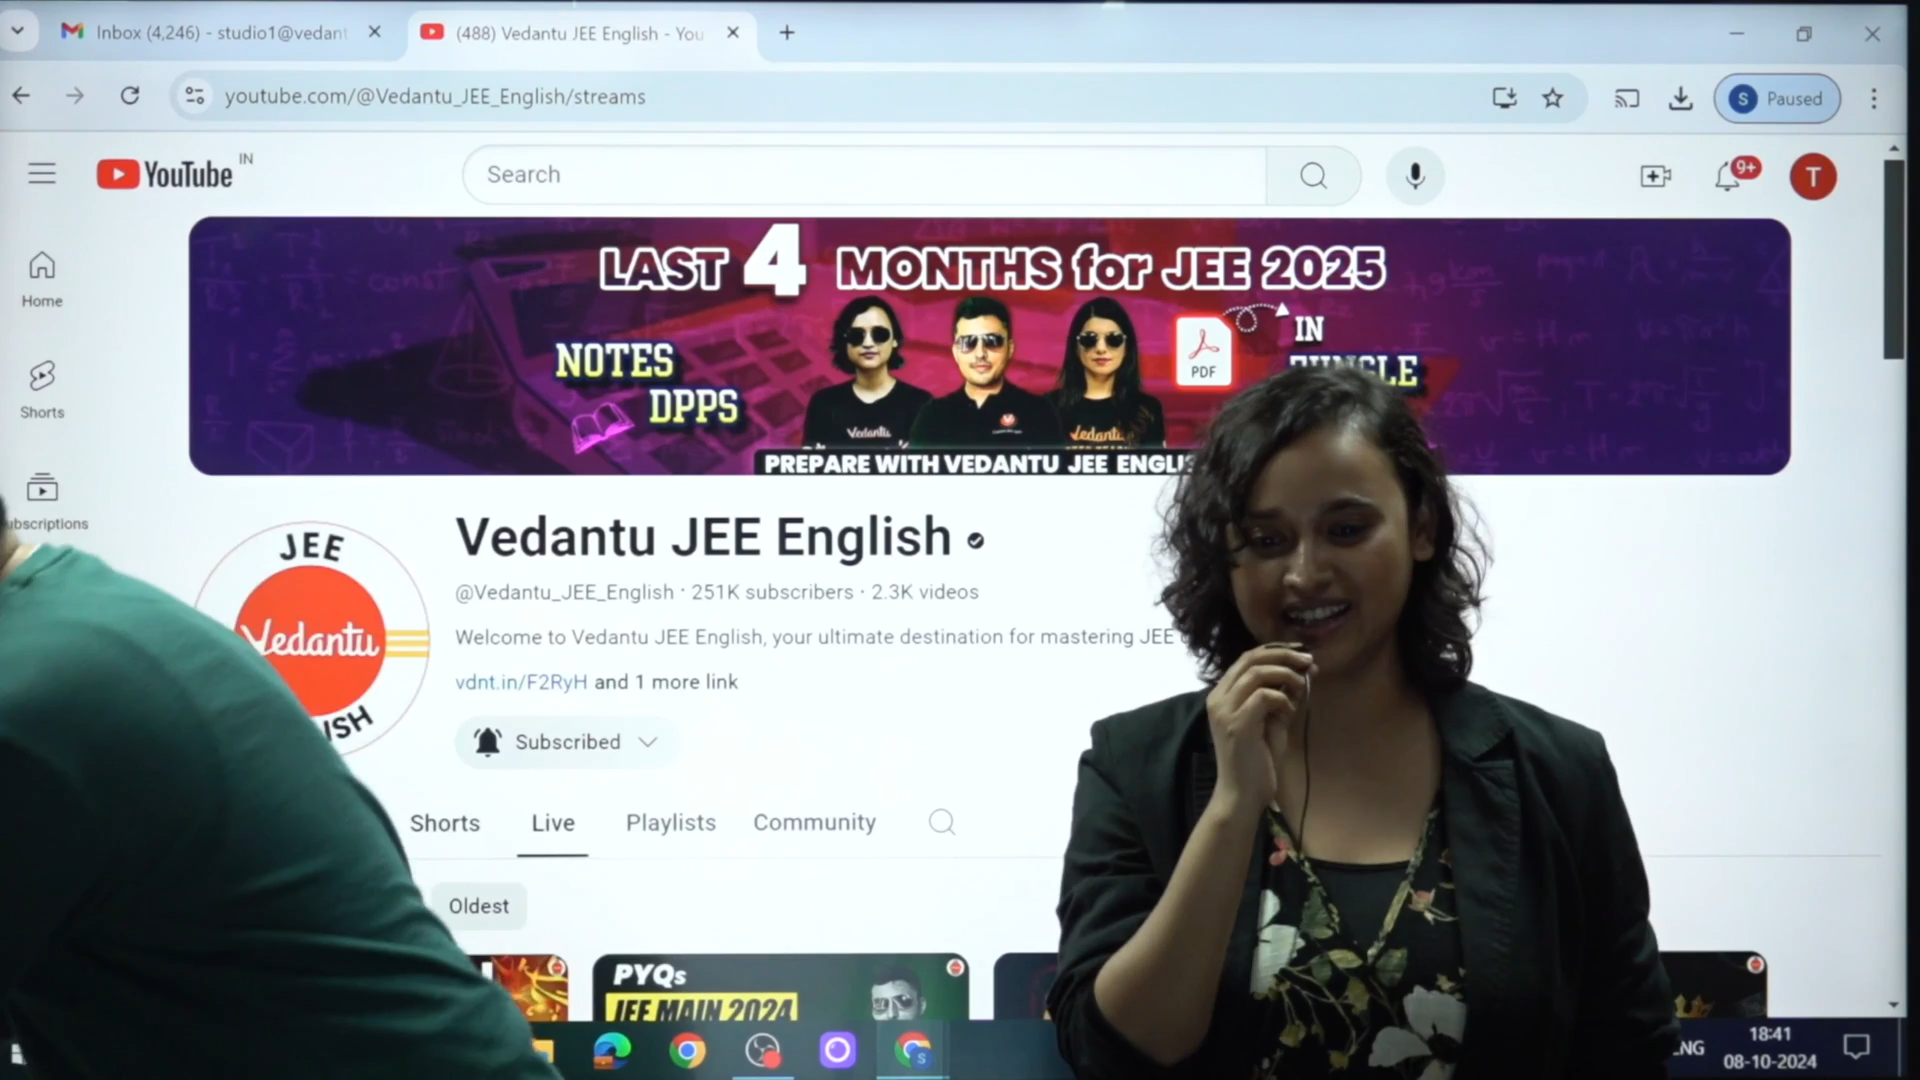 Inbox (4,246) - studio1@vedant
(488) Vedantu JEE English - You
youtube.com/@Vedantu_JEE_English/streams
S Paused
YouTube IN
Search
9+
T
Home
Shorts
ubscriptions
LAST 4 MONTHS for JEE 2025
NOTES
DPPS
Vedantu
PDF
IN
PREPARE WITH VEDANTU JEE ENGLI
JEE
Vedantu
ISH
Vedantu JEE English
@Vedantu_JEE_English · 251K subscribers · 2.3K videos
Welcome to Vedantu JEE English, your ultimate destination for mastering JEE
vdnt.in/F2RyH and 1 more link
Subscribed
Shorts
Live
Playlists
Community
Oldest
PYQs
JEE MAIN 2024
S
ENG
18:41
08-10-2024